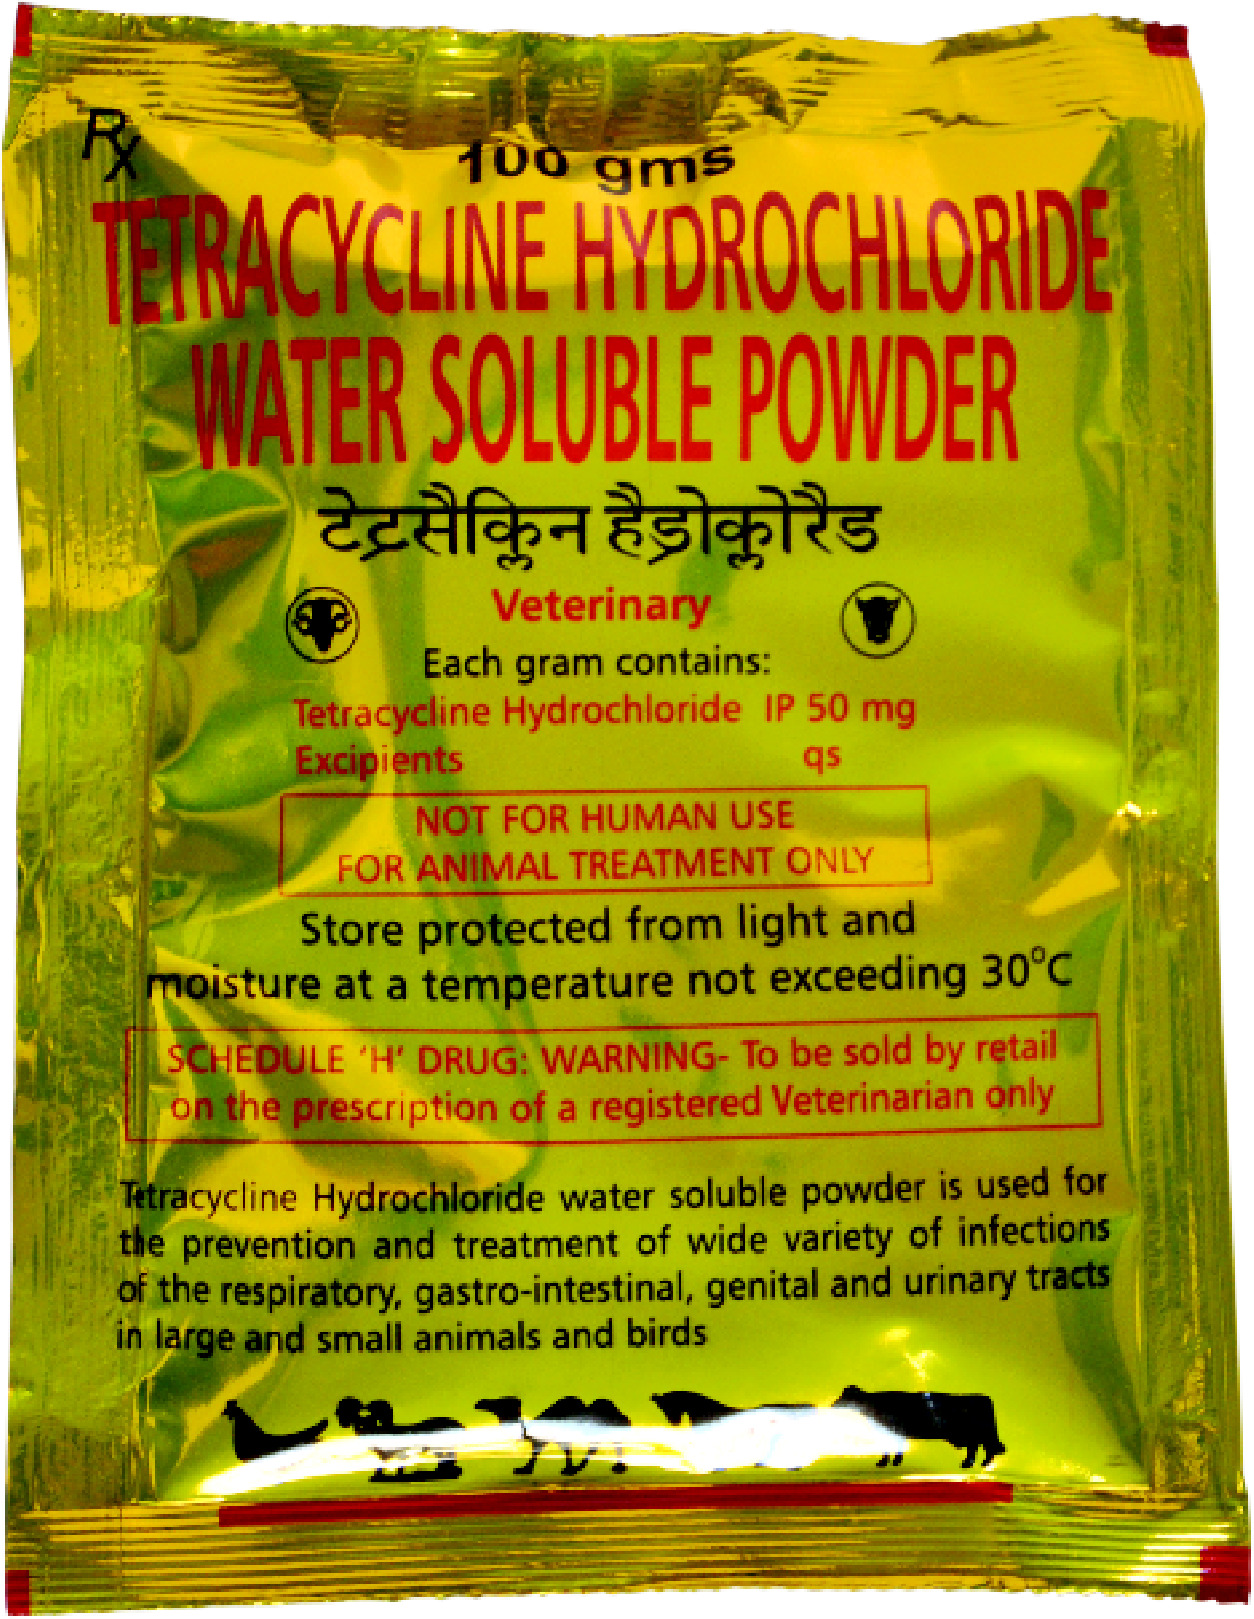 Rx
100 gms
TETRACYCLINE HYDROCHLORIDE
WATER SOLUBLE POWDER
टेट्रसैक्लिन हैड्रोक्लोरैड
Veterinary
Each gram contains:
Tetracycline Hydrochloride IP 50 mg
Excipients qs
NOT FOR HUMAN USE
FOR ANIMAL TREATMENT ONLY
Store protected from light and
moisture at a temperature not exceeding 30°C
SCHEDULE 'H' DRUG: WARNING- To be sold by retail
on the prescription of a registered Veterinarian only
Tetracycline Hydrochloride water soluble powder is used for
the prevention and treatment of wide variety of infections
of the respiratory, gastro-intestinal, genital and urinary tracts
in large and small animals and birds